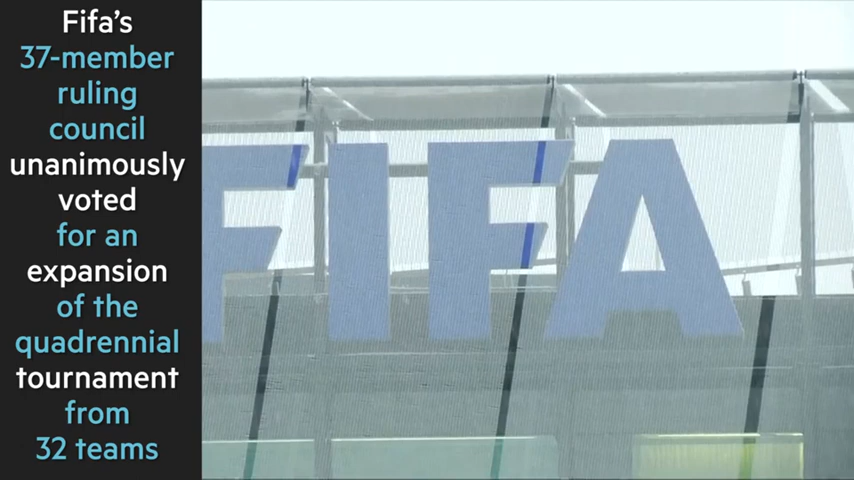 Fifa's
37-member
ruling
council
unanimously
voted
for an
expansion
of the
quadrennial
tournament
from
32 teams
FIFA